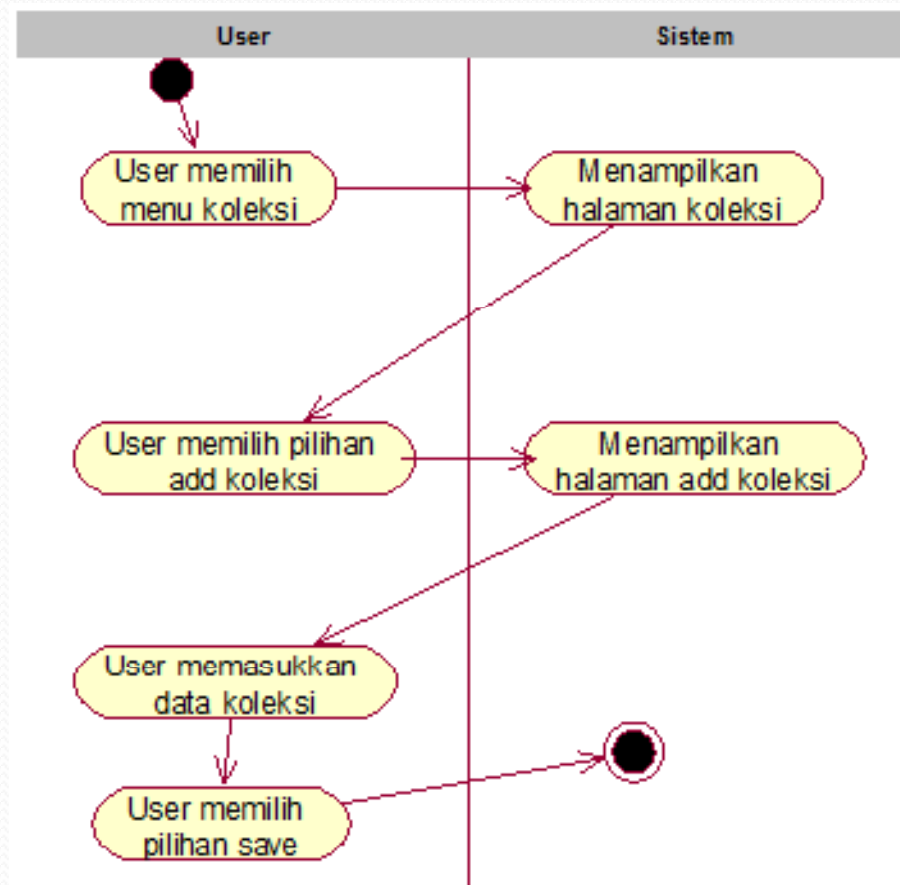 User
Sistem
User memilih
menu koleksi
Menampilkan
halaman koleksi
User memilih pilihan
add koleksi
Menampilkan
halaman add koleksi
User memasukkan
data koleksi
User memilih
pilihan save